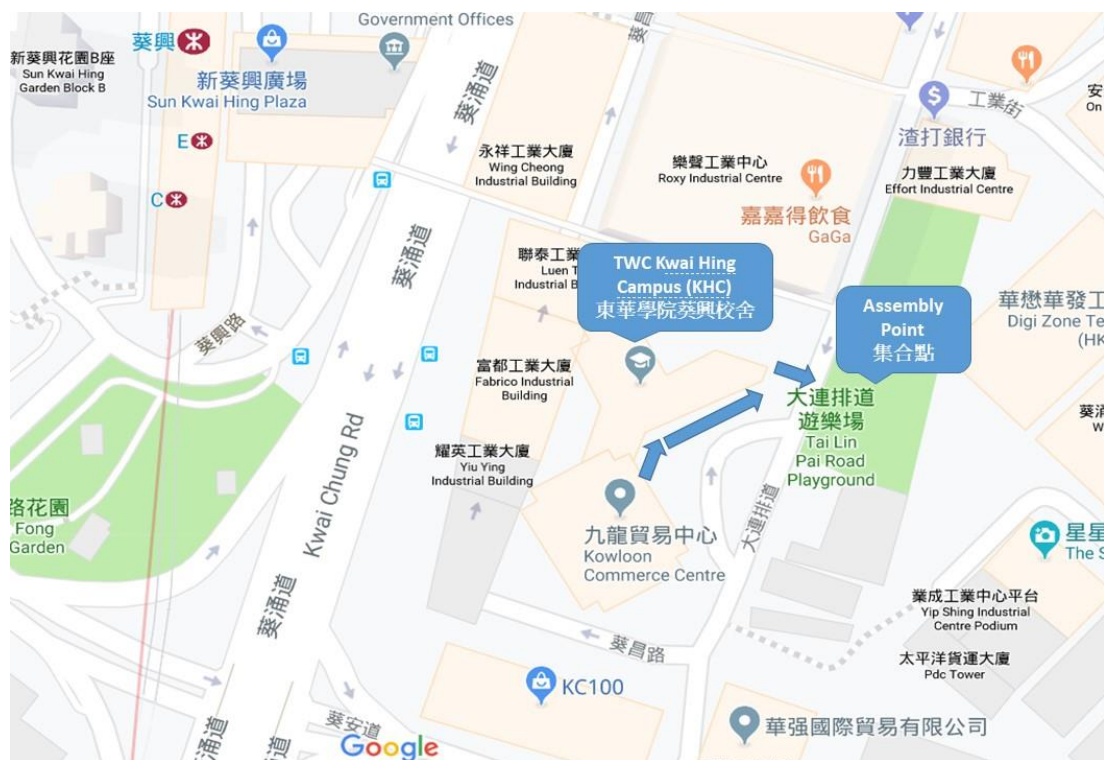 Government Offices
葵昌
葵興
新葵興花園B座
Sun Kwai Hing
Garden Block B
新葵興廣場
Sun Kwai Hing Plaza
葵涌道
工業街
安
On
渣打銀行
E
C
永祥工業大廈
Wing Cheong
Industrial Building
樂聲工業中心
Roxy Industrial Centre
力豐工業大廈
Effort Industrial Centre
嘉嘉得飲食
GaGa
葵涌道
聯泰工業
Luen T
Industrial B
TWC Kwai Hing
Campus (KHC)
東華學院葵興校舍
Assembly
Point
集合點
華懋華發工
Digi Zone Te
(HK
葵興路
富都工業大廈
Fabrico Industrial
Building
大連排道
遊樂場
Tai Lin
Pai Road
Playground
葵涌
W
Kwai Chung Rd
耀英工業大廈
Yiu Ying
Industrial Building
路花園
Fong
Garden
九龍貿易中心
Kowloon
Commerce Centre
大連排道
星星
The S
葵涌道
業成工業中心平台
Yip Shing Industrial
Centre Podium
葵昌路
太平洋貨運大廈
Pdc Tower
KC100
葵安道
華强國際貿易有限公司
葵涌道
道
Google